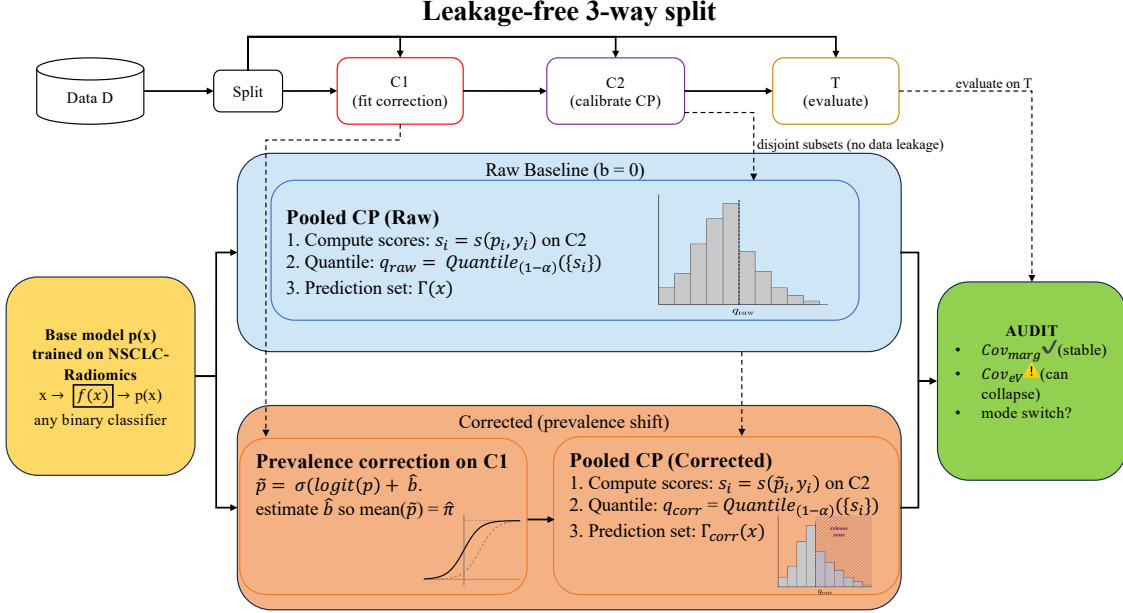 Leakage-free 3-way split
Data D
Split
C1
(fit correction)
C2
(calibrate CP)
T
(evaluate)
evaluate on T
disjoint subsets (no data leakage)
Raw Baseline (b = 0)
Pooled CP (Raw)
1. Compute scores: sᵢ = s(pᵢ, yᵢ) on C2
2. Quantile: q_raw = Quantile_(1−α)({sᵢ})
3. Prediction set: Γ(x)
q_raw
Base model p(x)
trained on NSCLC-
Radiomics
x → f(x) → p(x)
any binary classifier
AUDIT
• Cov_marg ✔ (stable)
• Cov_eV ⚠ (can
collapse)
• mode switch?
Corrected (prevalence shift)
Prevalence correction on C1
p̃ = σ(logit(p) + b̂.
estimate b̂ so mean(p̃) = π̂
Pooled CP (Corrected)
1. Compute scores: sᵢ = s(p̃ᵢ, yᵢ) on C2
2. Quantile: q_corr = Quantile_(1−α)({sᵢ})
3. Prediction set: Γ_corr(x)
release
zone
q_corr